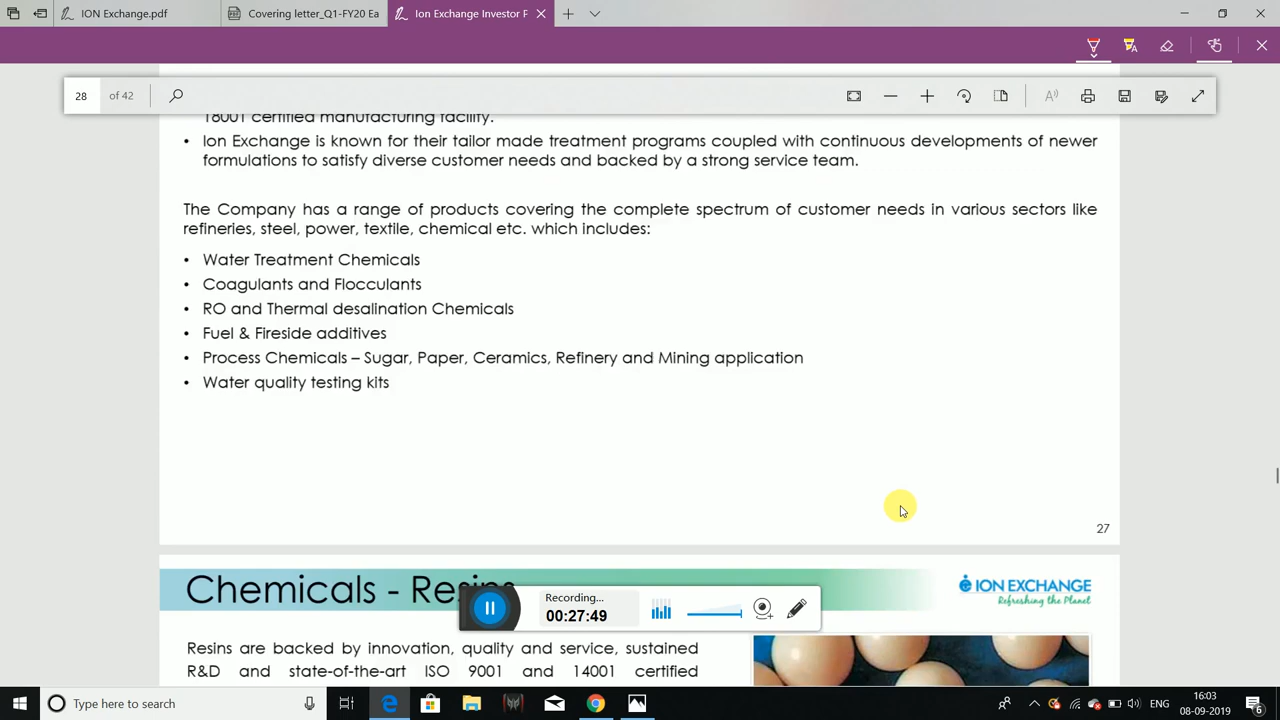 ION Exchange.pdf
Covering letter_Q1-FY20 Ea
Ion Exchange Investor F
28 of 42
18001 certified manufacturing facility.
• Ion Exchange is known for their tailor made treatment programs coupled with continuous developments of newer
formulations to satisfy diverse customer needs and backed by a strong service team.
The Company has a range of products covering the complete spectrum of customer needs in various sectors like
refineries, steel, power, textile, chemical etc. which includes:
• Water Treatment Chemicals
• Coagulants and Flocculants
• RO and Thermal desalination Chemicals
• Fuel & Fireside additives
• Process Chemicals – Sugar, Paper, Ceramics, Refinery and Mining application
• Water quality testing kits
27
Chemicals - Resins
ION EXCHANGE
Refreshing the Planet
Recording...
00:27:49
Resins are backed by innovation, quality and service, sustained
R&D and state-of-the-art ISO 9001 and 14001 certified
Type here to search
ENG
16:03
08-09-2019
6